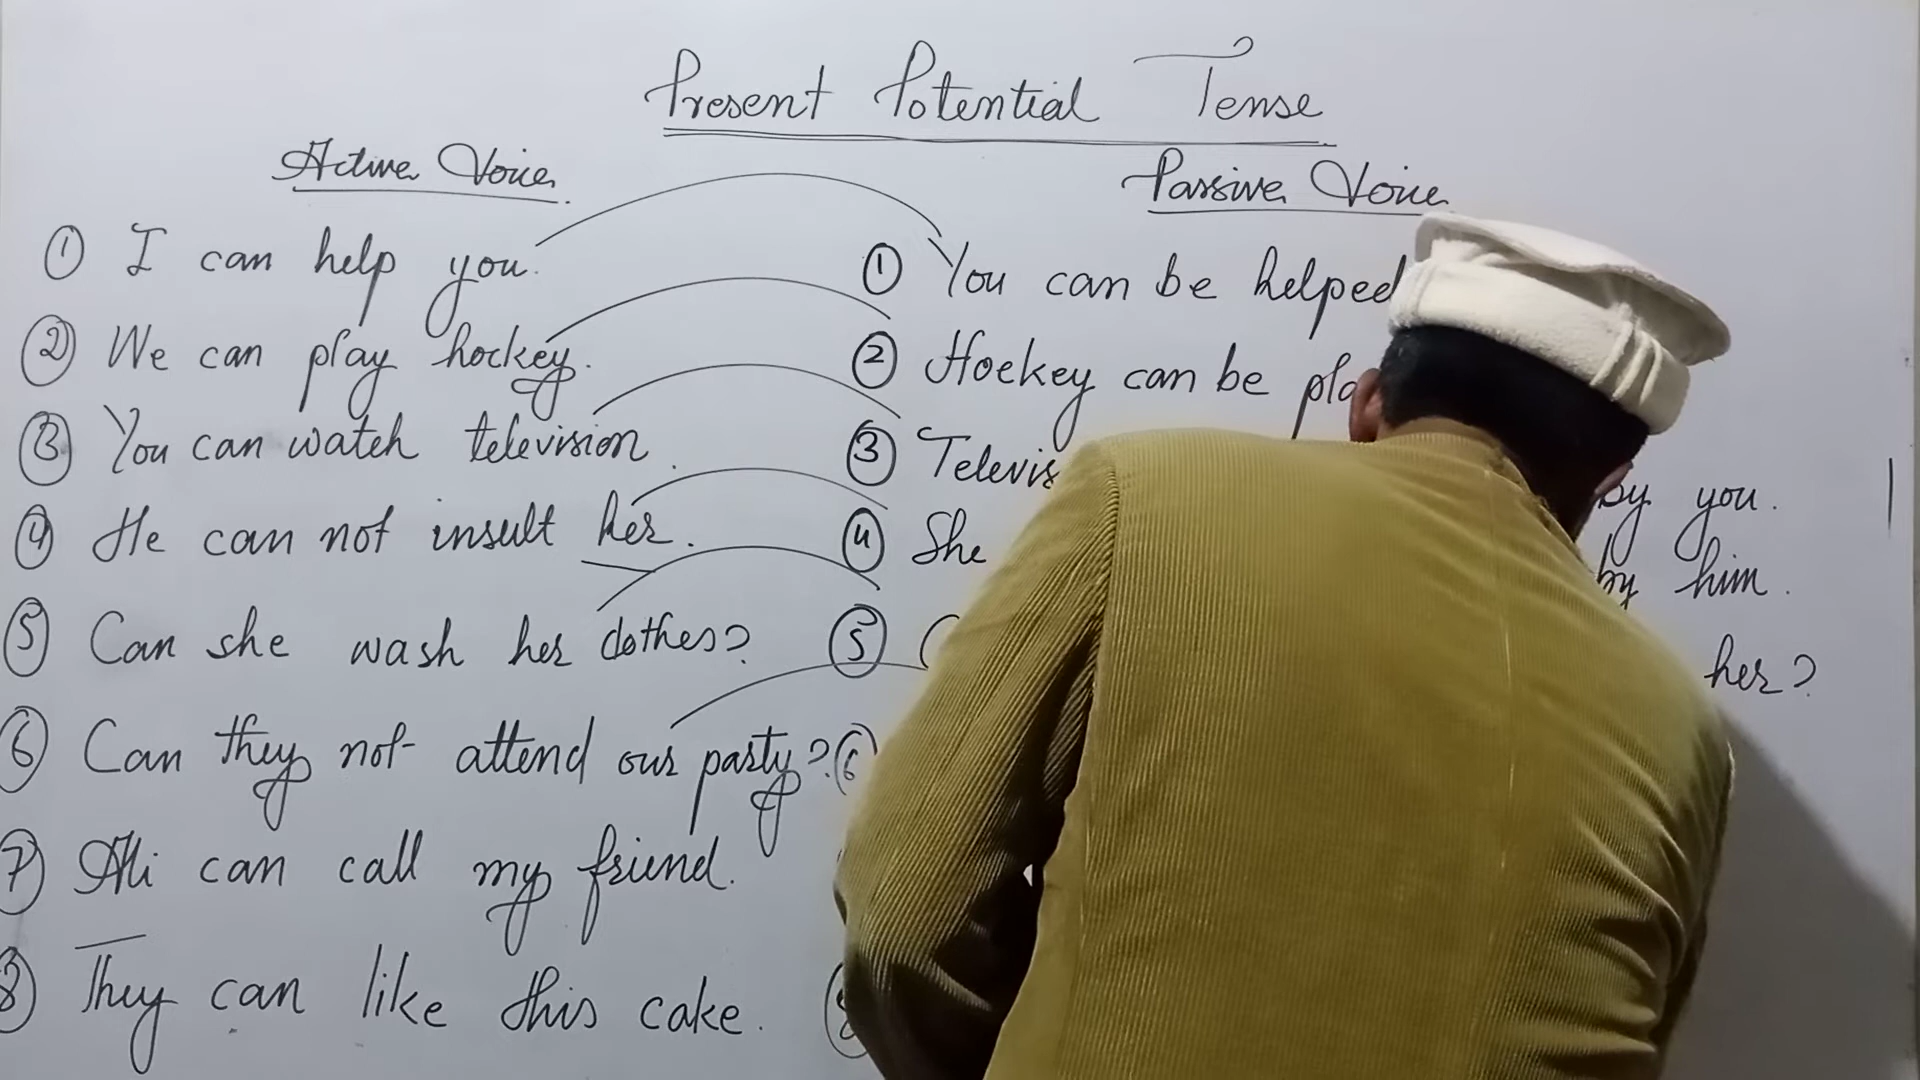 Present Potential Tense
Active Voice
① I can help you.
② We can play hockey.
③ You can watch television.
④ He can not insult her.
⑤ Can she wash her clothes?
⑥ Can they not attend our party?
⑦ Ali can call my friend.
⑧ They can like this cake.
Passive Voice
① You can be helped
② Hockey can be
③ by you.
④ She by him.
⑤ her?
⑥